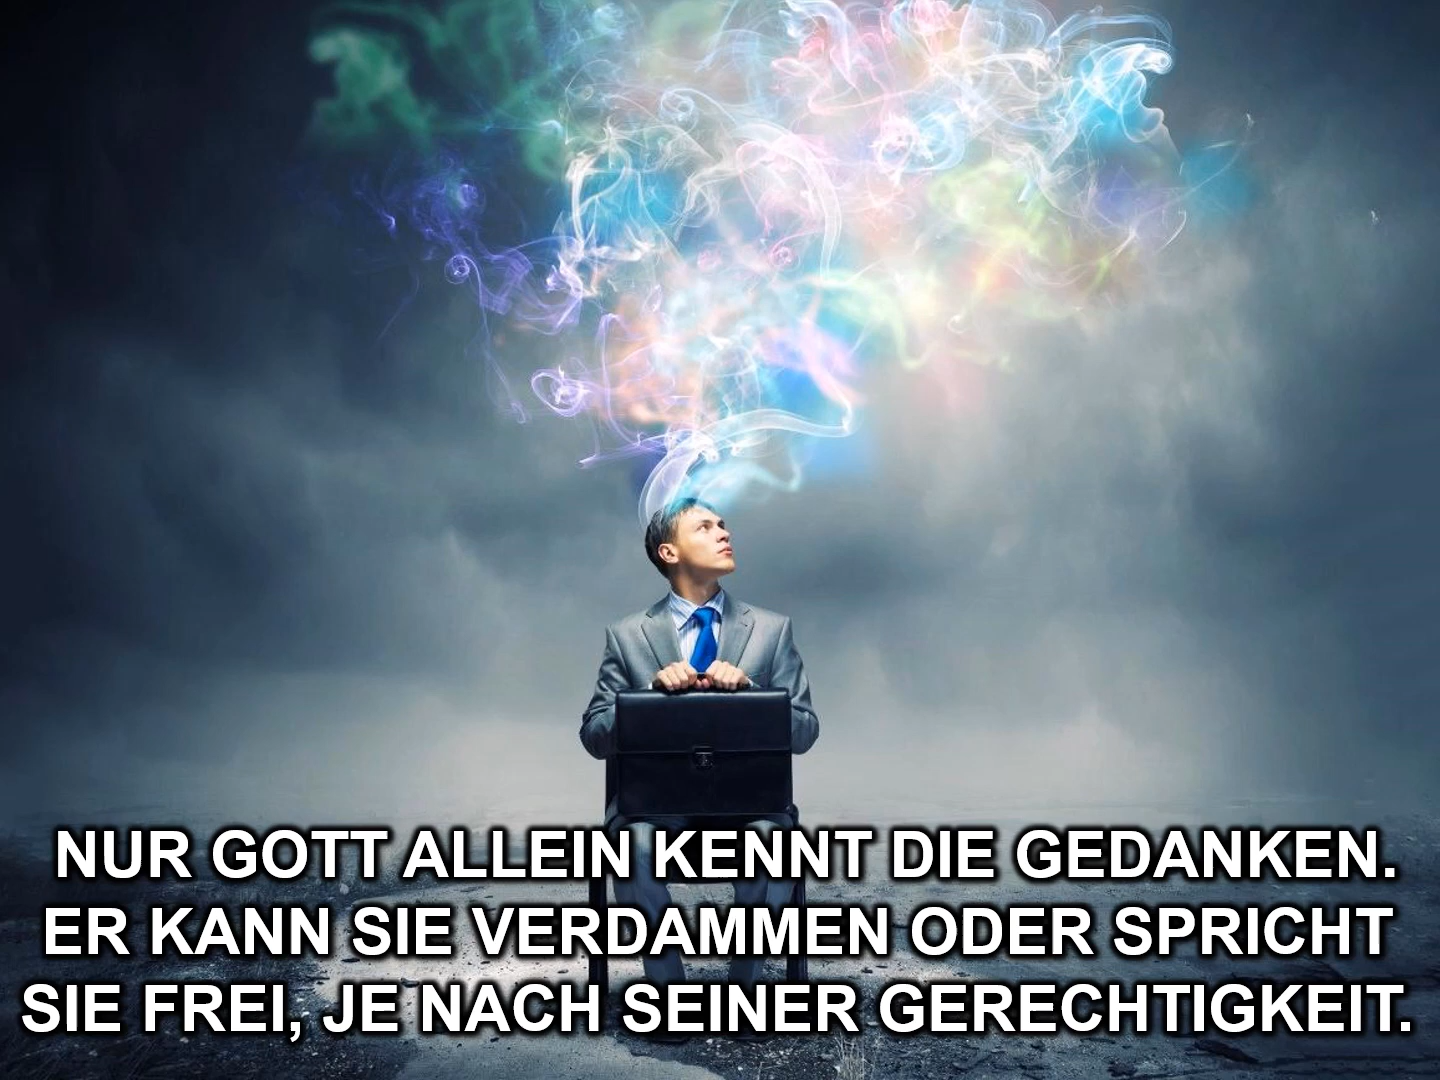 NUR GOTT ALLEIN KENNT DIE GEDANKEN.
ER KANN SIE VERDAMMEN ODER SPRICHT
SIE FREI, JE NACH SEINER GERECHTIGKEIT.